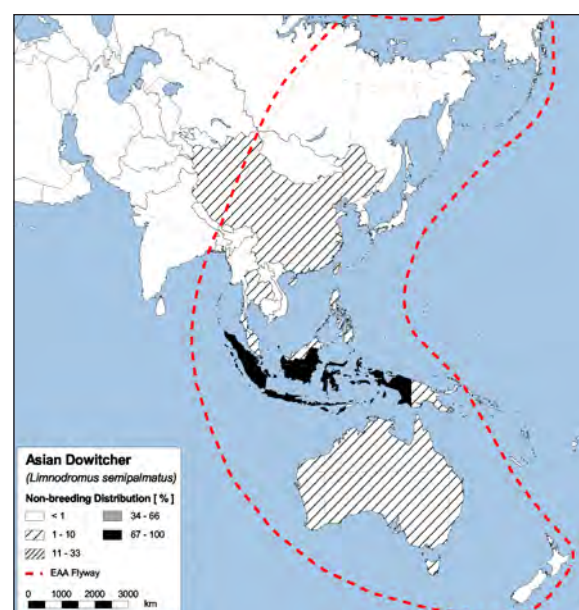 Asian Dowitcher
(Limnodromus semipalmatus)
Non-breeding Distribution [ % ]
< 1
34 - 66
1 - 10
67 - 100
11 - 33
EAA Flyway
0 1000 2000 3000
km